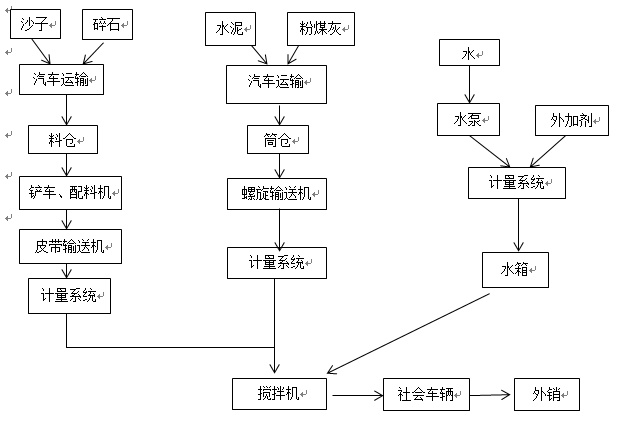 沙子
碎石
水泥
粉煤灰
水
汽车运输
汽车运输
水泵
外加剂
料仓
筒仓
计量系统
铲车、配料机
螺旋输送机
皮带输送机
计量系统
水箱
计量系统
搅拌机
社会车辆
外销